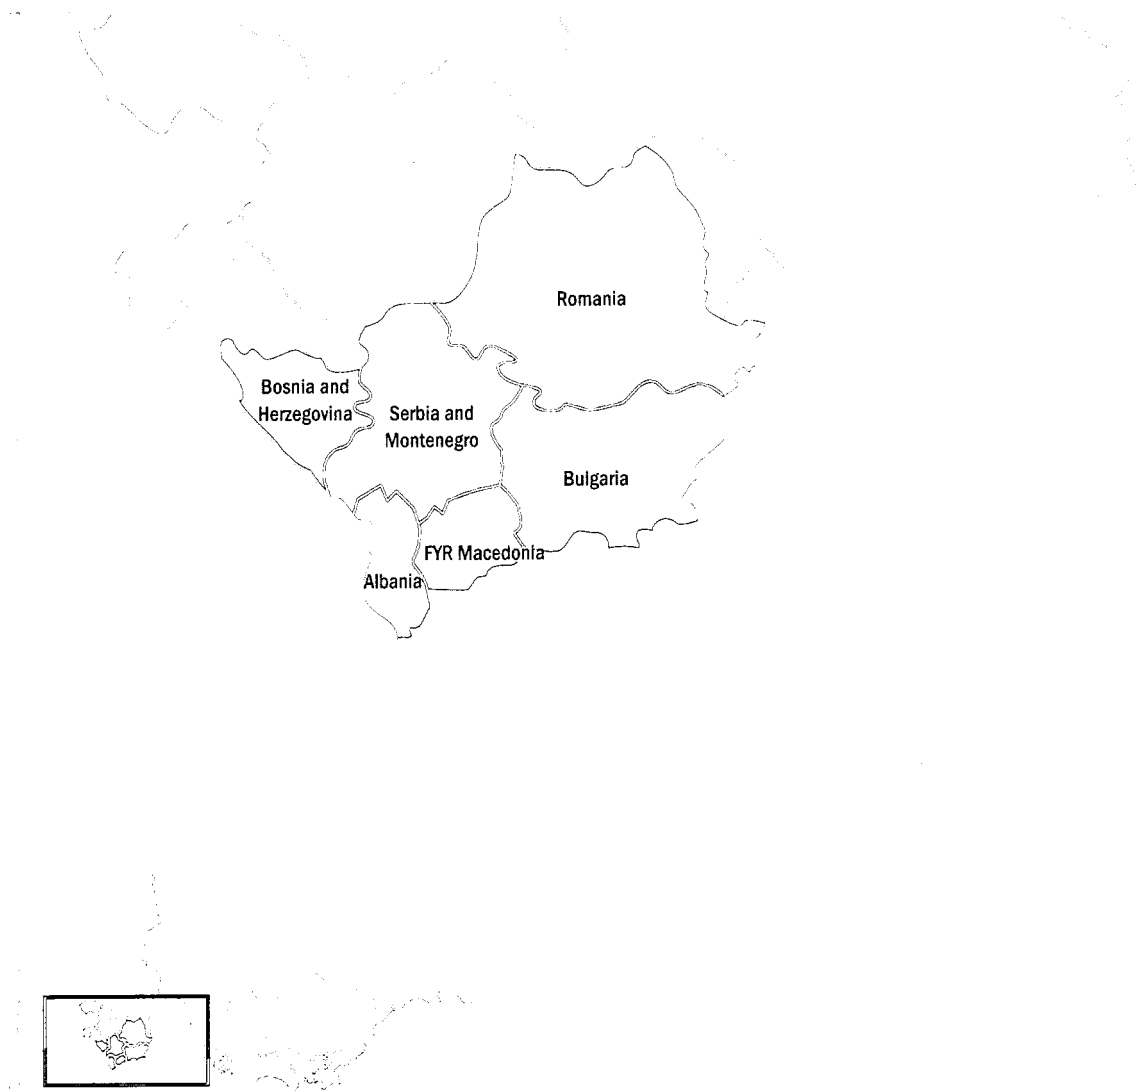 Romania
Bosnia and
Herzegovina
Serbia and
Montenegro
Bulgaria
FYR Macedonia
Albania